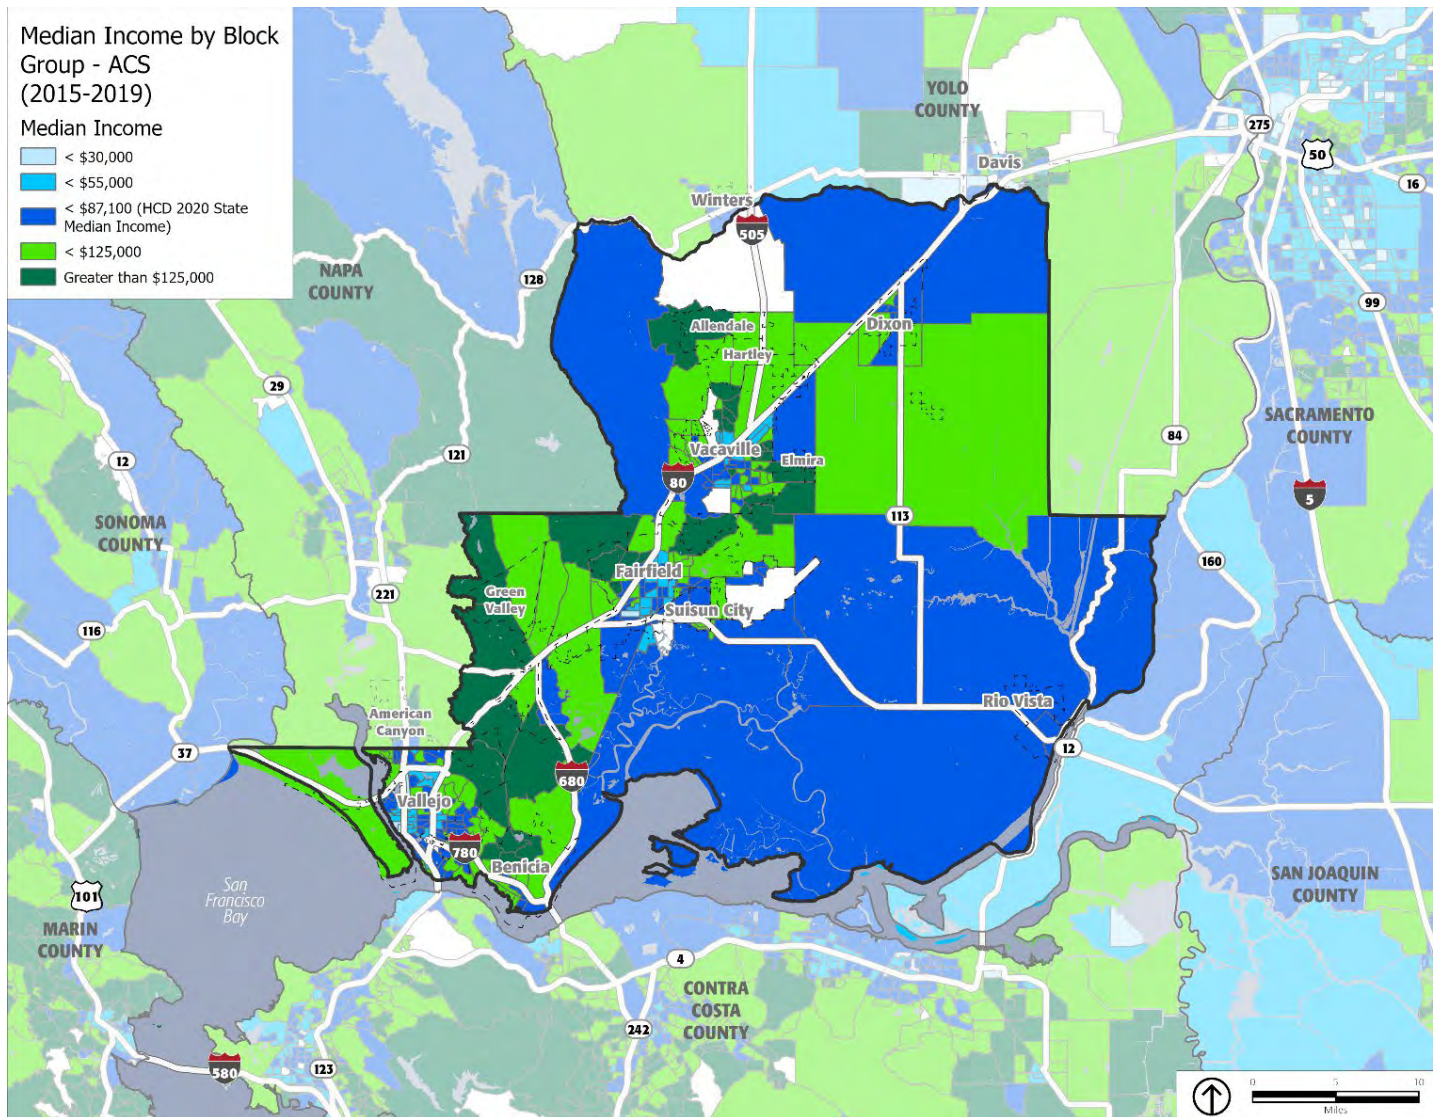 Median Income by Block
Group - ACS
(2015-2019)
Median Income
< $30,000
< $55,000
< $87,100 (HCD 2020 State
Median Income)
< $125,000
Greater than $125,000
YOLO
COUNTY
275
50
Davis
16
Winters
505
NAPA
COUNTY
128
99
Allendale
Dixon
Hartley
29
SACRAMENTO
COUNTY
84
12
121
Vacaville
Elmira
80
5
SONOMA
COUNTY
113
160
Fairfield
221
Green
Valley
Suisun City
116
Rio Vista
American
Canyon
37
12
680
Vallejo
780
Benicia
San
Francisco
Bay
101
SAN JOAQUIN
COUNTY
MARIN
COUNTY
4
CONTRA
COSTA
COUNTY
242
580
123
0 5 10
Miles